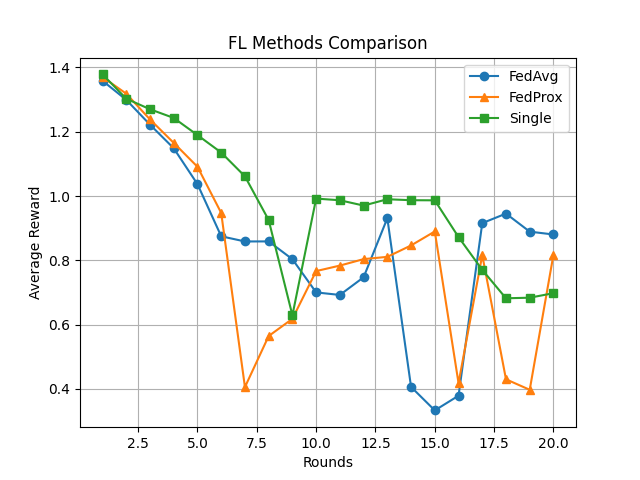 FL Methods Comparison
FedAvg
FedProx
Single
Average Reward
1.4
1.2
1.0
0.8
0.6
0.4
2.5 5.0 7.5 10.0 12.5 15.0 17.5 20.0
Rounds